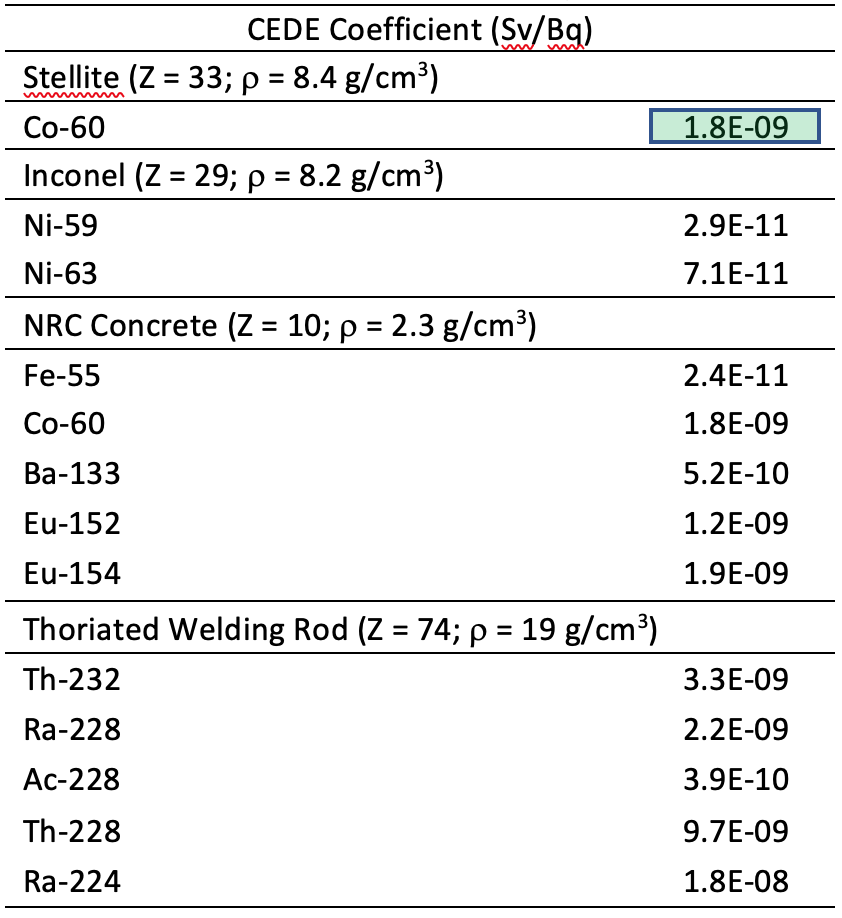 CEDE Coefficient (Sv/Bq)
Stellite (Z = 33; ρ = 8.4 g/cm³)
Co-60 1.8E-09
Inconel (Z = 29; ρ = 8.2 g/cm³)
Ni-59 2.9E-11
Ni-63 7.1E-11
NRC Concrete (Z = 10; ρ = 2.3 g/cm³)
Fe-55 2.4E-11
Co-60 1.8E-09
Ba-133 5.2E-10
Eu-152 1.2E-09
Eu-154 1.9E-09
Thoriated Welding Rod (Z = 74; ρ = 19 g/cm³)
Th-232 3.3E-09
Ra-228 2.2E-09
Ac-228 3.9E-10
Th-228 9.7E-09
Ra-224 1.8E-08